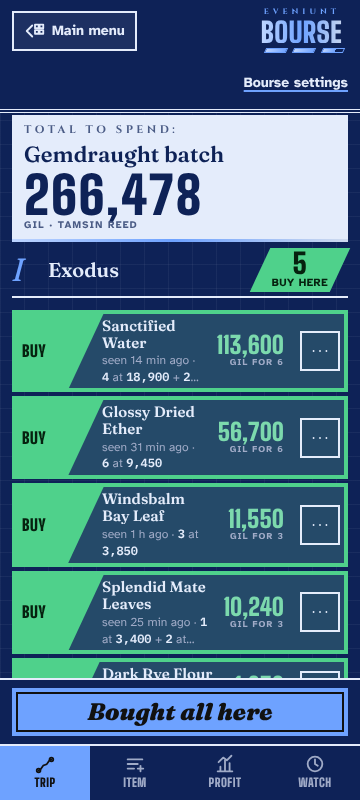 Main menu
EVENIUNT
BOURSE
Bourse settings
TOTAL TO SPEND:
Gemdraught batch
266,478
GIL · TAMSIN REED
I Exodus
5
BUY HERE
BUY
Sanctified
Water
seen 14 min ago ·
4 at 18,900 + 2…
113,600
GIL FOR 6
...
BUY
Glossy Dried
Ether
seen 31 min ago ·
6 at 9,450
56,700
GIL FOR 6
...
BUY
Windsbalm
Bay Leaf
seen 1 h ago · 3 at
3,850
11,550
GIL FOR 3
...
BUY
Splendid Mate
Leaves
seen 25 min ago · 1
at 3,400 + 2 at…
10,240
GIL FOR 3
...
Dark Rye Flour
Bought all here
TRIP
ITEM
PROFIT
WATCH